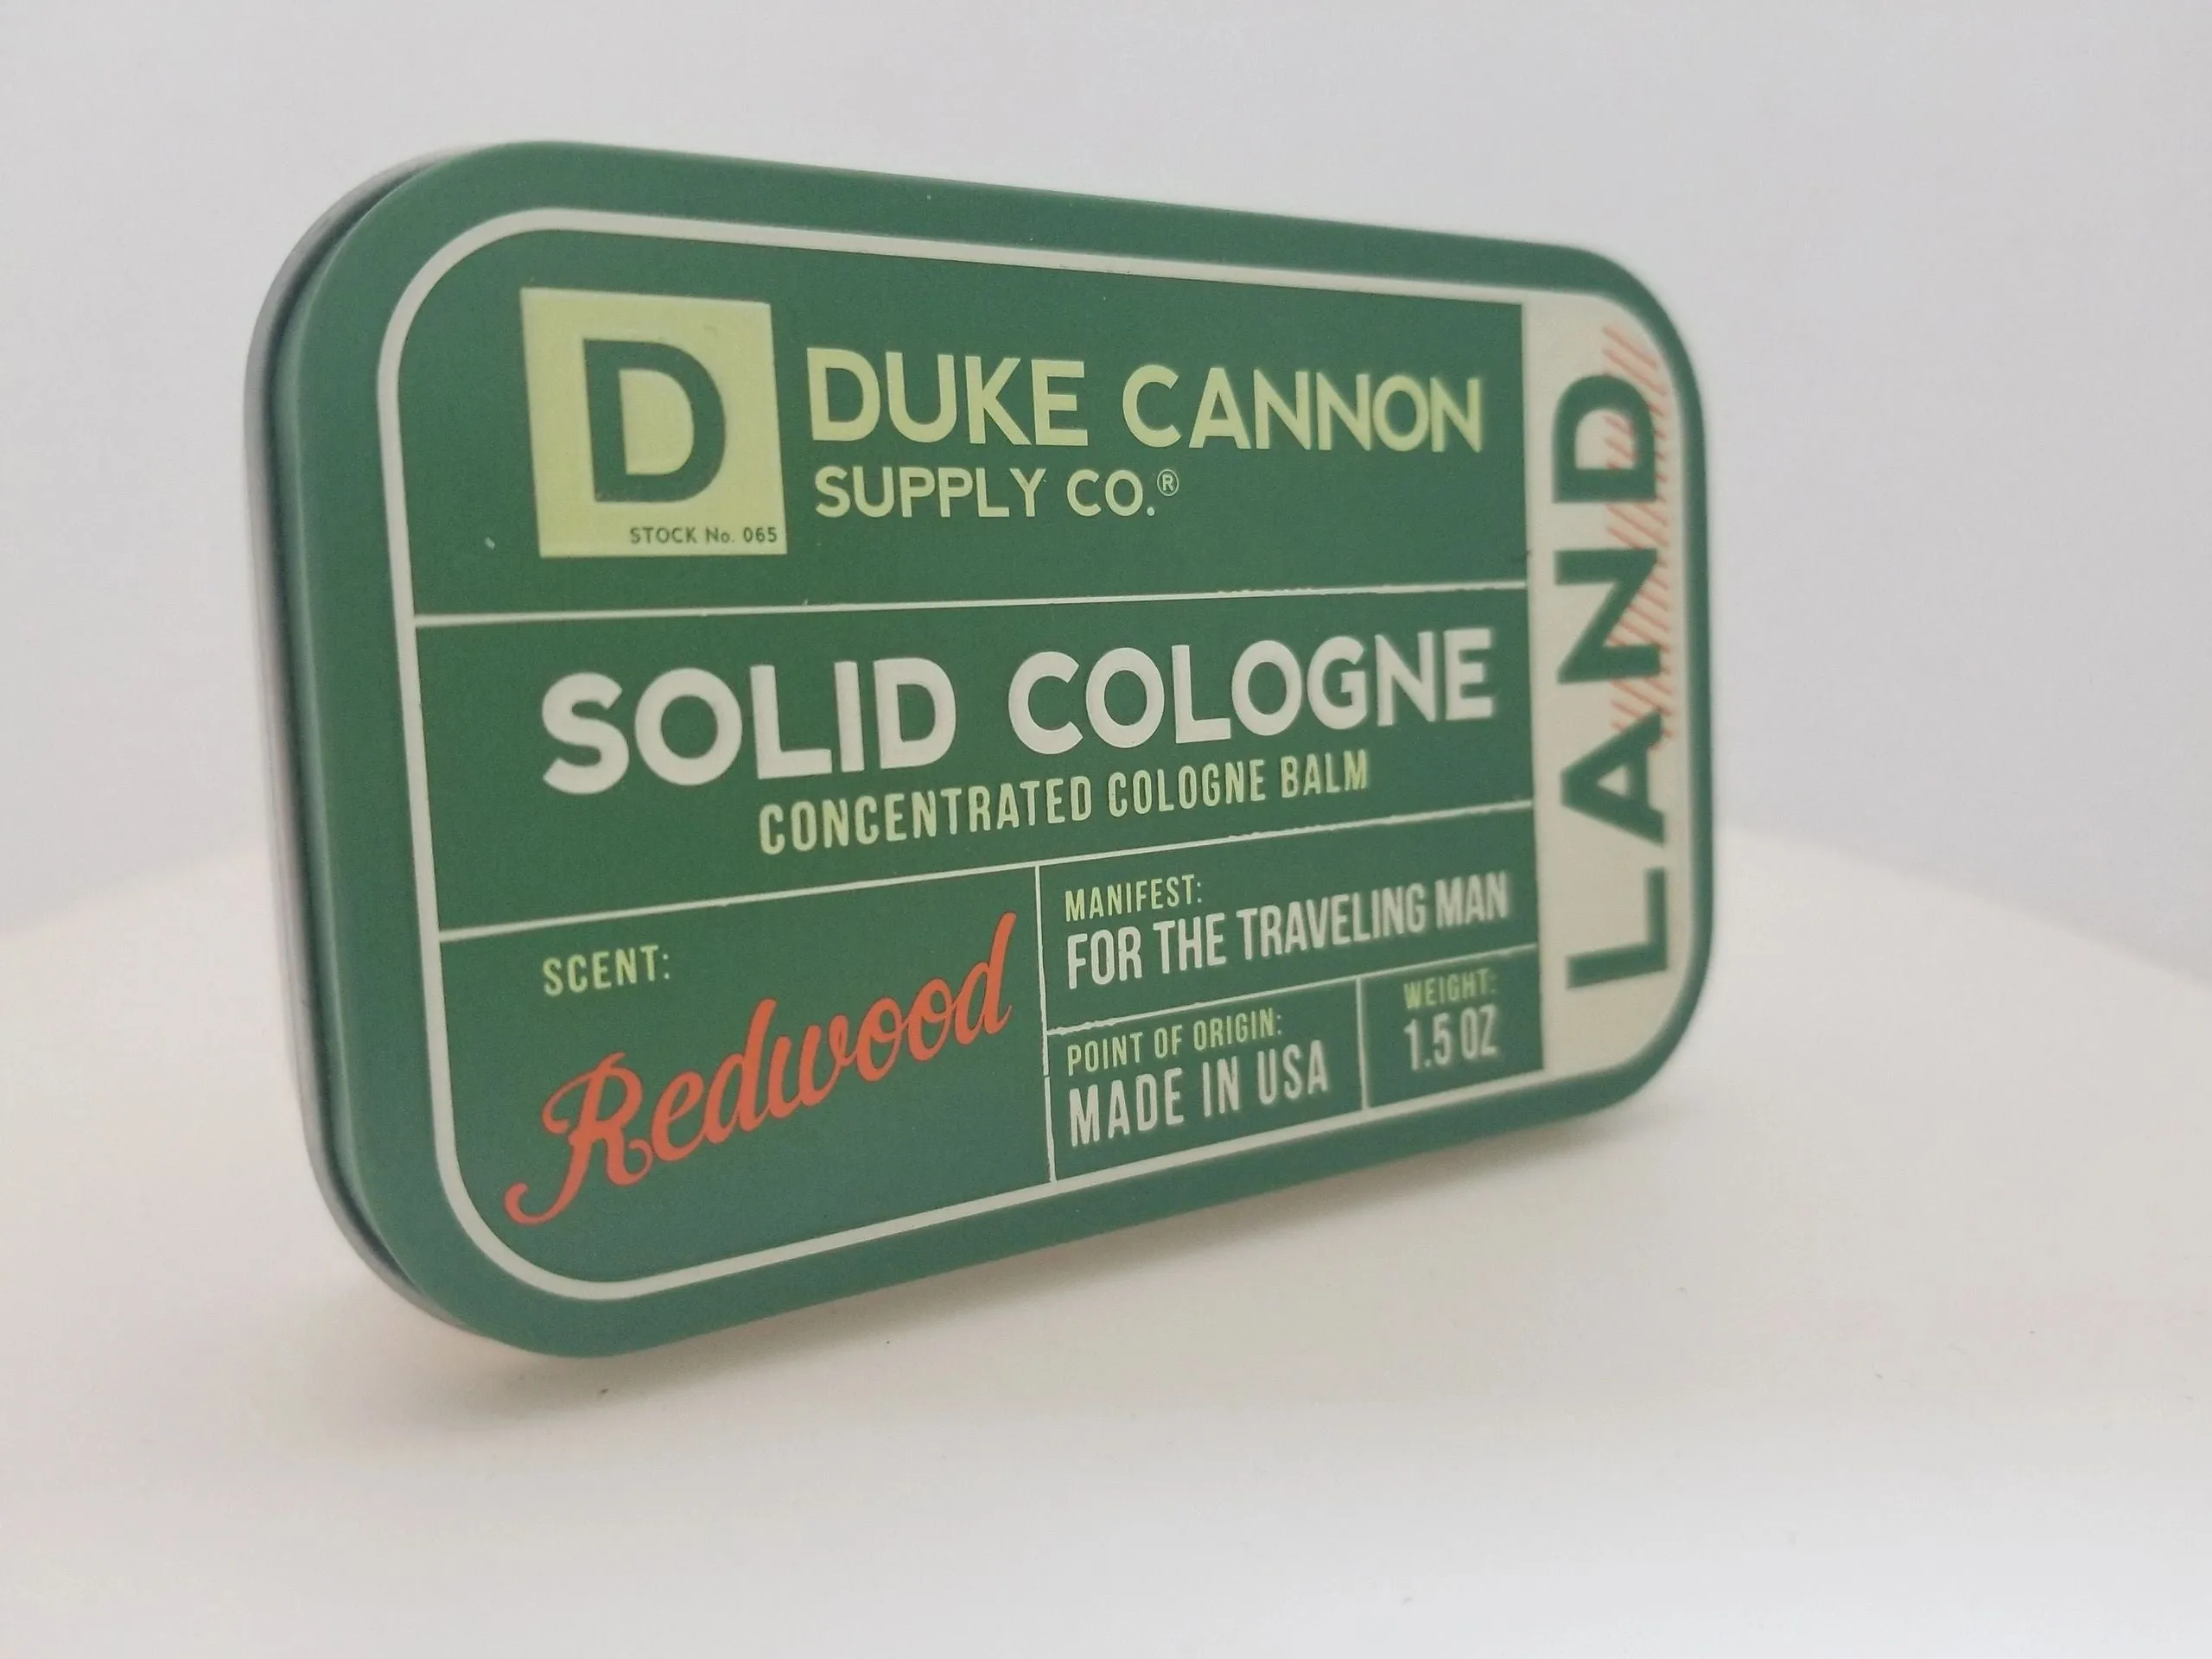 D
STOCK No. 065
DUKE CANNON
SUPPLY CO.®
SOLID COLOGNE
CONCENTRATED COLOGNE BALM
SCENT:
Redwood
MANIFEST:
FOR THE TRAVELING MAN
POINT OF ORIGIN:
MADE IN USA
WEIGHT:
1.5 OZ
LAND